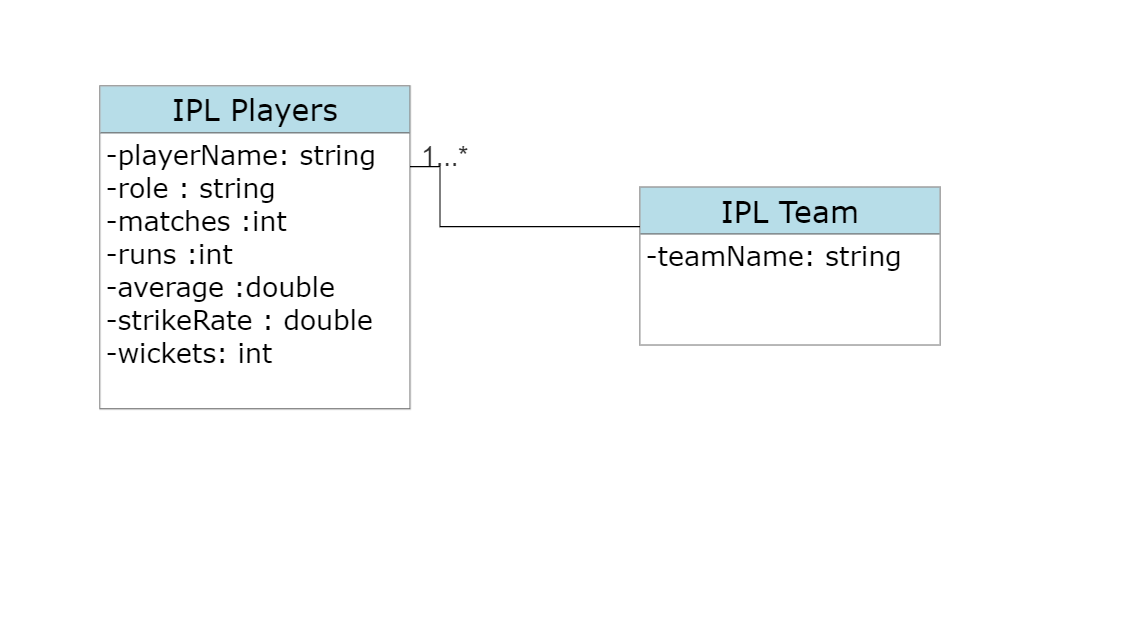 IPL Players
-playerName: string
-role : string
-matches :int
-runs :int
-average :double
-strikeRate : double
-wickets: int
1...*
IPL Team
-teamName: string